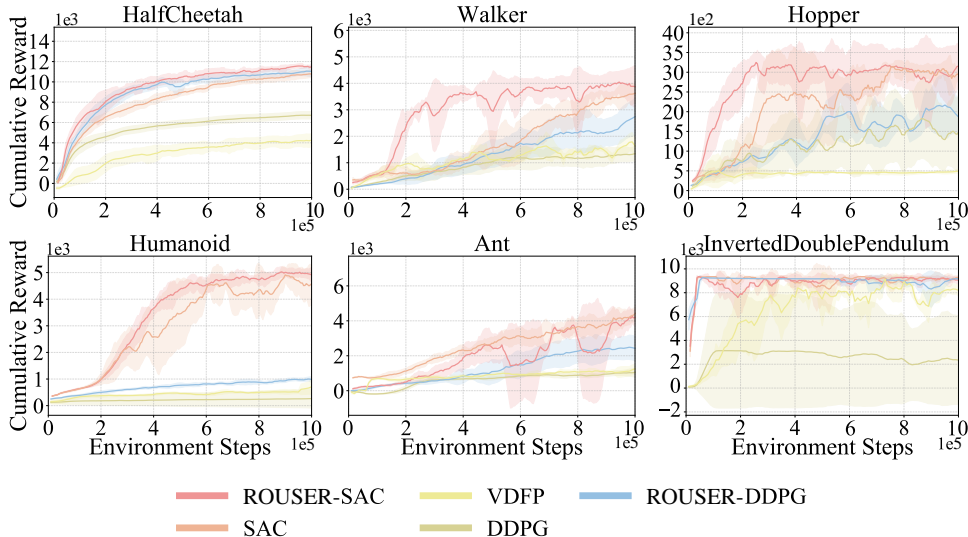 HalfCheetah
Walker
Hopper
1e3
1e3
1e2
Cumulative Reward
14
12
10
8
6
4
2
0
6
5
4
3
2
1
0
40
35
30
25
20
15
10
5
0
0 2 4 6 8 10
1e5
0 2 4 6 8 10
1e5
0 2 4 6 8 10
1e5
Humanoid
Ant
InvertedDoublePendulum
1e3
1e3
1e3
Cumulative Reward
5
4
3
2
1
0
6
4
2
0
10
8
6
4
2
0
−2
0 2 4 6 8 10
1e5
0 2 4 6 8 10
1e5
0 2 4 6 8 10
1e5
Environment Steps
Environment Steps
Environment Steps
ROUSER-SAC
VDFP
ROUSER-DDPG
SAC
DDPG